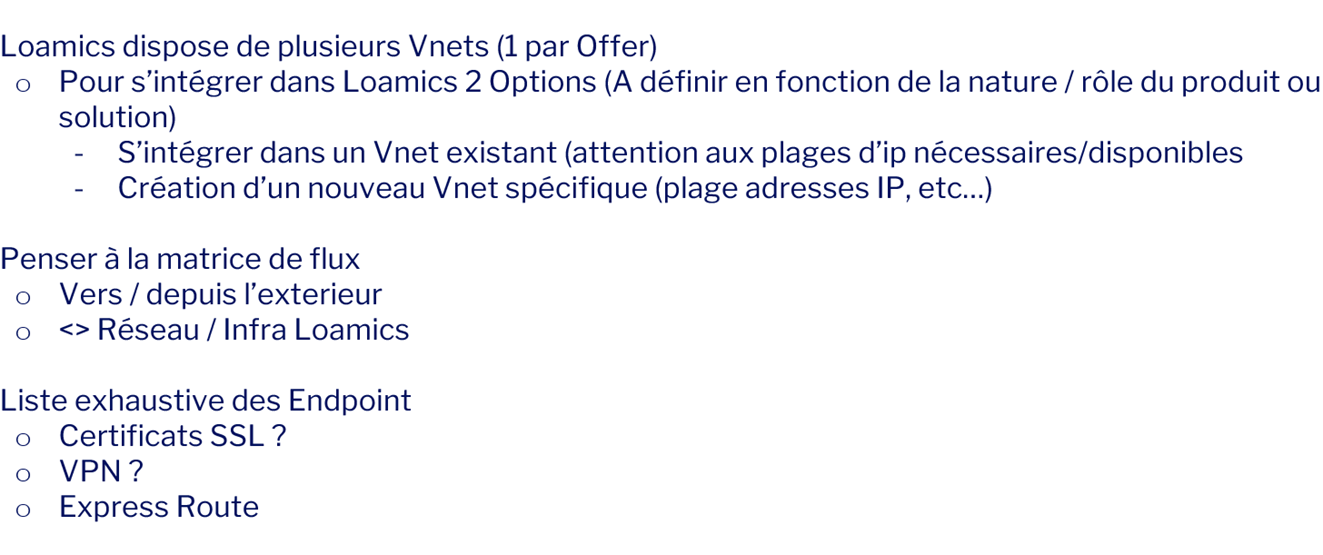 Loamics dispose de plusieurs Vnets (1 par Offer)
o Pour s’intégrer dans Loamics 2 Options (A définir en fonction de la nature / rôle du produit ou
solution)
- S’intégrer dans un Vnet existant (attention aux plages d’ip nécessaires/disponibles
- Création d’un nouveau Vnet spécifique (plage adresses IP, etc…)
Penser à la matrice de flux
o Vers / depuis l’exterieur
o <> Réseau / Infra Loamics
Liste exhaustive des Endpoint
o Certificats SSL ?
o VPN ?
o Express Route